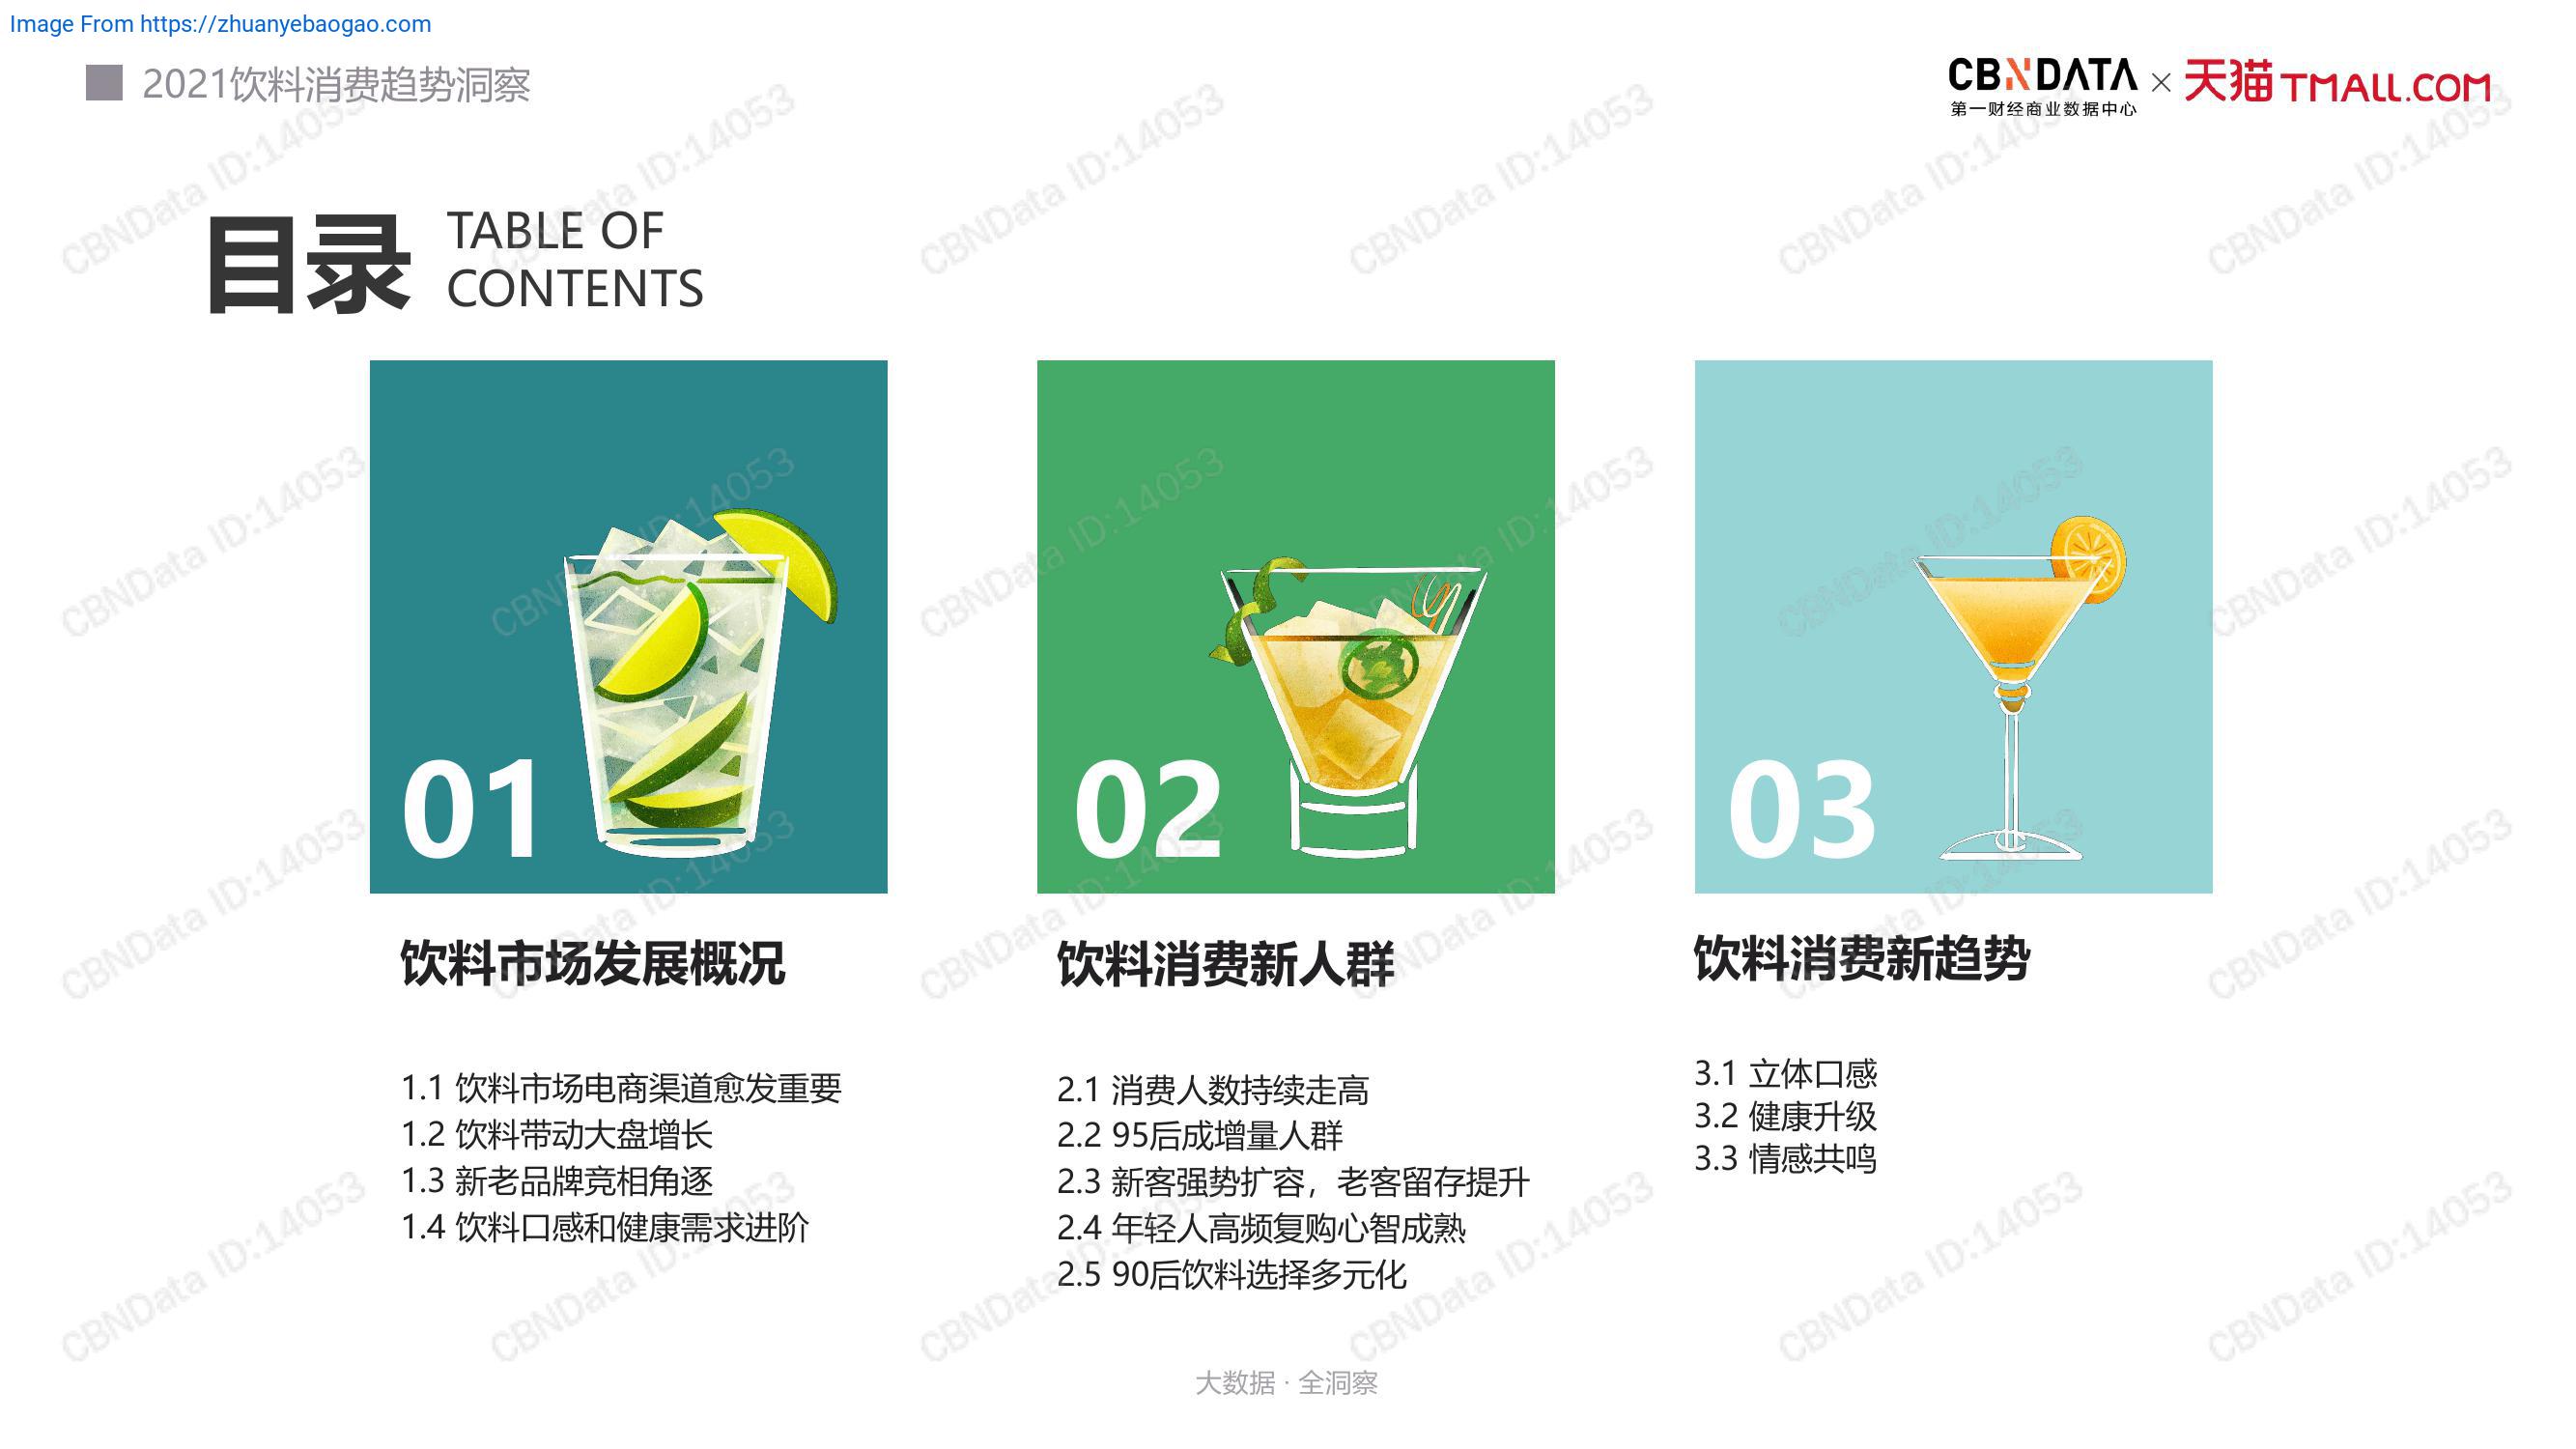 Image From https://zhuanyebaogao.com
2021饮料消费趋势洞察
CBNDATA × 天猫 TMALL.COM
第一财经商业数据中心
目录
TABLE OF
CONTENTS
01
饮料市场发展概况
1.1 饮料市场电商渠道愈发重要
1.2 饮料带动大盘增长
1.3 新老品牌竞相角逐
1.4 饮料口感和健康需求进阶
02
饮料消费新人群
2.1 消费人数持续走高
2.2 95后成增量人群
2.3 新客强势扩容，老客留存提升
2.4 年轻人高频复购心智成熟
2.5 90后饮料选择多元化
03
饮料消费新趋势
3.1 立体口感
3.2 健康升级
3.3 情感共鸣
大数据 · 全洞察
CBNData ID:14053